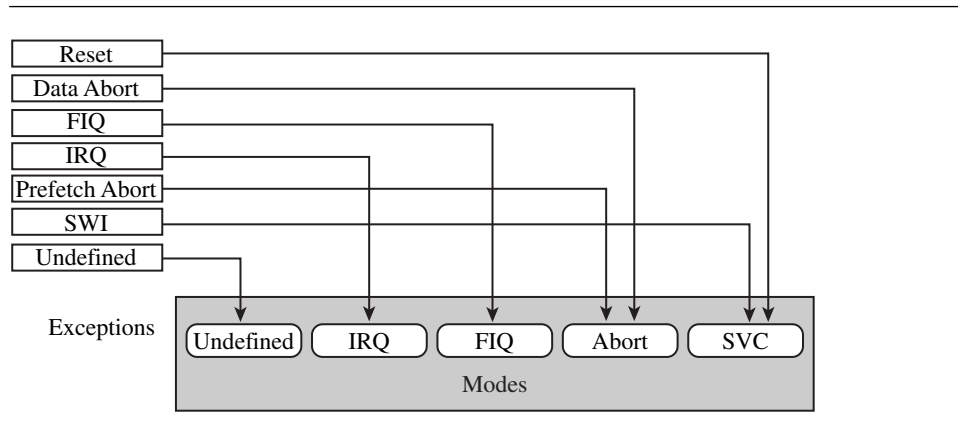 Reset
Data Abort
FIQ
IRQ
Prefetch Abort
SWI
Undefined
Exceptions
Undefined
IRQ
FIQ
Abort
SVC
Modes